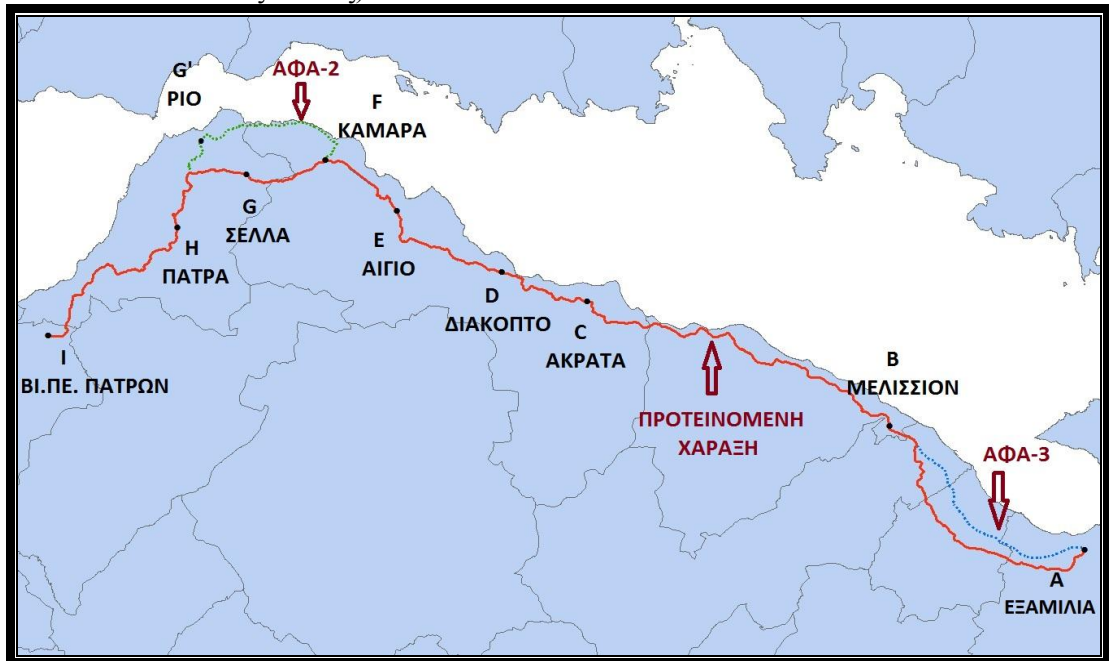 G'
ΡΙΟ
ΑΦΑ-2
F
ΚΑΜΑΡΑ
G
ΣΕΛΛΑ
H
ΠΑΤΡΑ
E
ΑΙΓΙΟ
D
ΔΙΑΚΟΠΤΟ
C
ΑΚΡΑΤΑ
I
ΒΙ.ΠΕ. ΠΑΤΡΩΝ
B
ΜΕΛΙΣΣΙΟΝ
ΠΡΟΤΕΙΝΟΜΕΝΗ
ΧΑΡΑΞΗ
ΑΦΑ-3
A
ΕΞΑΜΙΛΙΑ